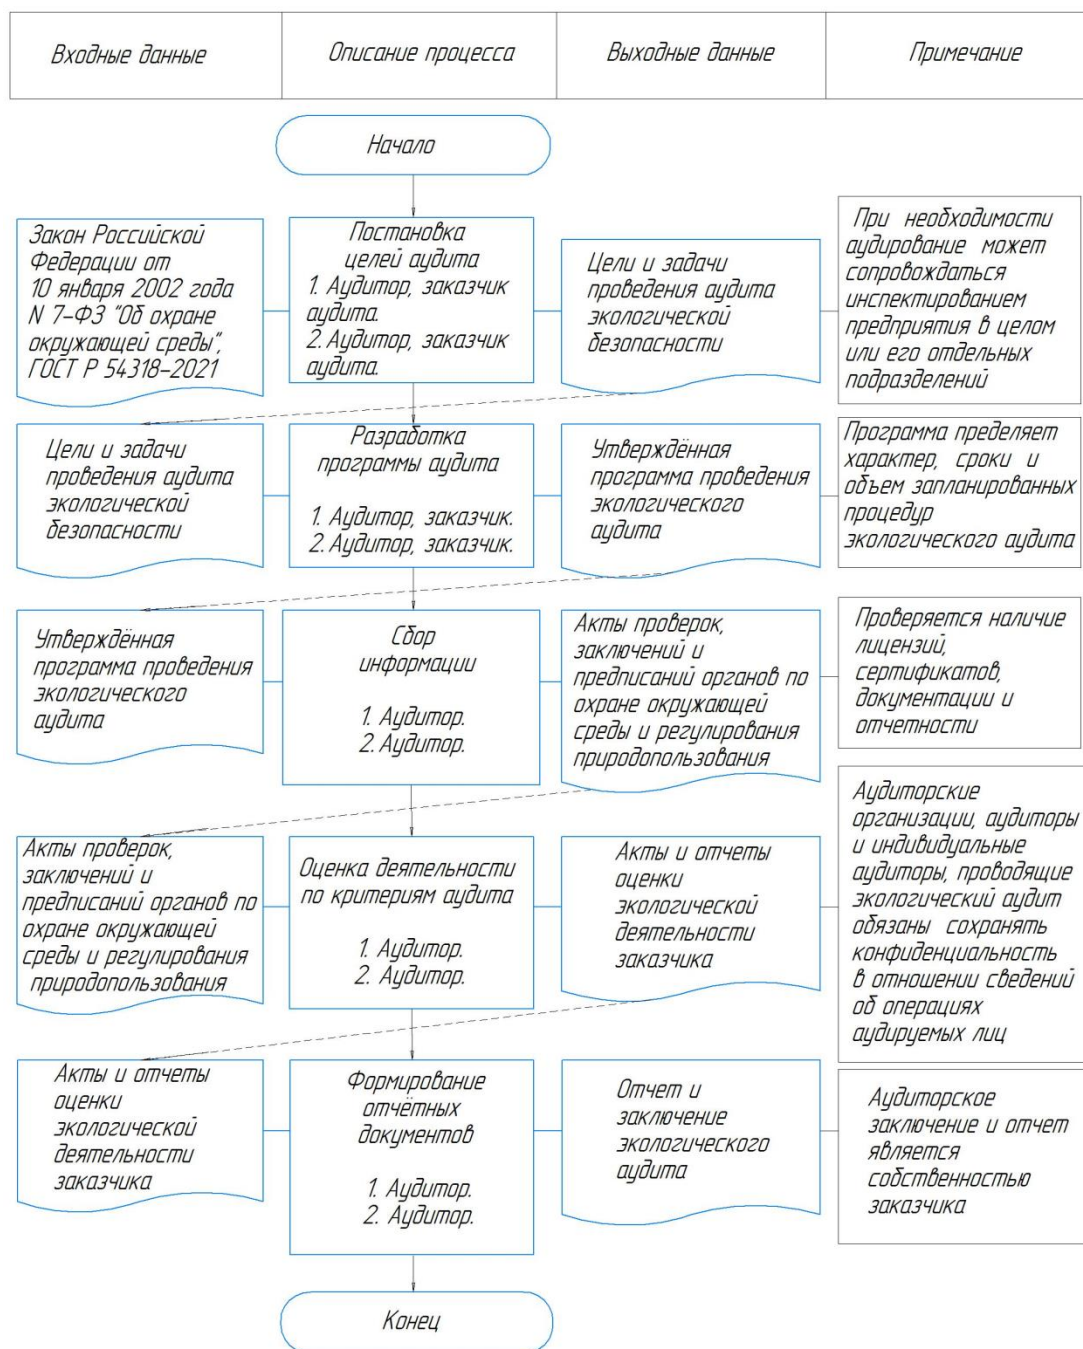 Входные данные
Описание процесса
Выходные данные
Примечание
Начало
Закон Российской
Федерации от
10 января 2002 года
N 7-ФЗ "Об охране
окружающей среды",
ГОСТ Р 54318-2021
Постановка
целей аудита
1. Аудитор, заказчик
аудита.
2. Аудитор, заказчик
аудита.
Цели и задачи
проведения аудита
экологической
безопасности
При необходимости
аудирование может
сопровождаться
инспектированием
предприятия в целом
или его отдельных
подразделений
Цели и задачи
проведения аудита
экологической
безопасности
Разработка
программы аудита
1. Аудитор, заказчик.
2. Аудитор, заказчик.
Утверждённая
программа проведения
экологического
аудита
Программа пределяет
характер, сроки и
объем запланированных
процедур
экологического аудита
Утверждённая
программа проведения
экологического
аудита
Сбор
информации
1. Аудитор.
2. Аудитор.
Акты проверок,
заключений и
предписаний органов по
охране окружающей
среды и регулирования
природопользования
Проверяется наличие
лицензий,
сертификатов,
документации и
отчетности
Акты проверок,
заключений и
предписаний органов по
охране окружающей
среды и регулирования
природопользования
Оценка деятельности
по критериям аудита
1. Аудитор.
2. Аудитор.
Акты и отчеты
оценки
экологической
деятельности
заказчика
Аудиторские
организации, аудиторы
и индивидуальные
аудиторы, проводящие
экологический аудит
обязаны сохранять
конфиденциальность
в отношении сведений
об операциях
аудируемых лиц
Акты и отчеты
оценки
экологической
деятельности
заказчика
Формирование
отчётных
документов
1. Аудитор.
2. Аудитор.
Отчет и
заключение
экологического
аудита
Аудиторское
заключение и отчет
является
собственностью
заказчика
Конец